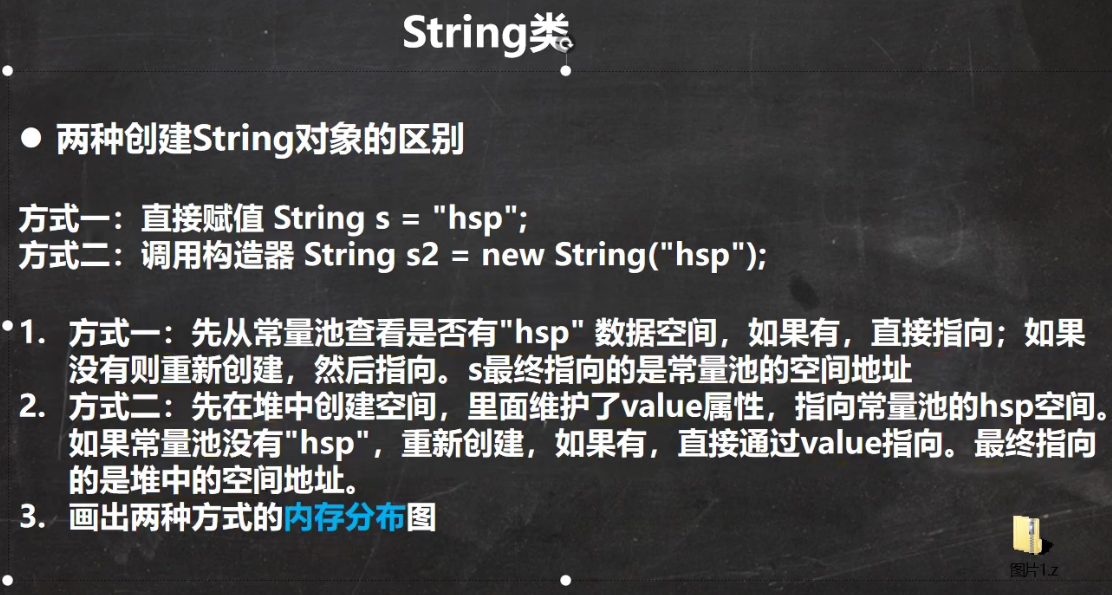 String类
● 两种创建String对象的区别
方式一：直接赋值 String s = "hsp";
方式二：调用构造器 String s2 = new String("hsp");
1. 方式一：先从常量池查看是否有"hsp" 数据空间，如果有，直接指向；如果
没有则重新创建，然后指向。s最终指向的是常量池的空间地址
2. 方式二：先在堆中创建空间，里面维护了value属性，指向常量池的hsp空间。
如果常量池没有"hsp"，重新创建，如果有，直接通过value指向。最终指向
的是堆中的空间地址。
3. 画出两种方式的内存分布图
图片1.z